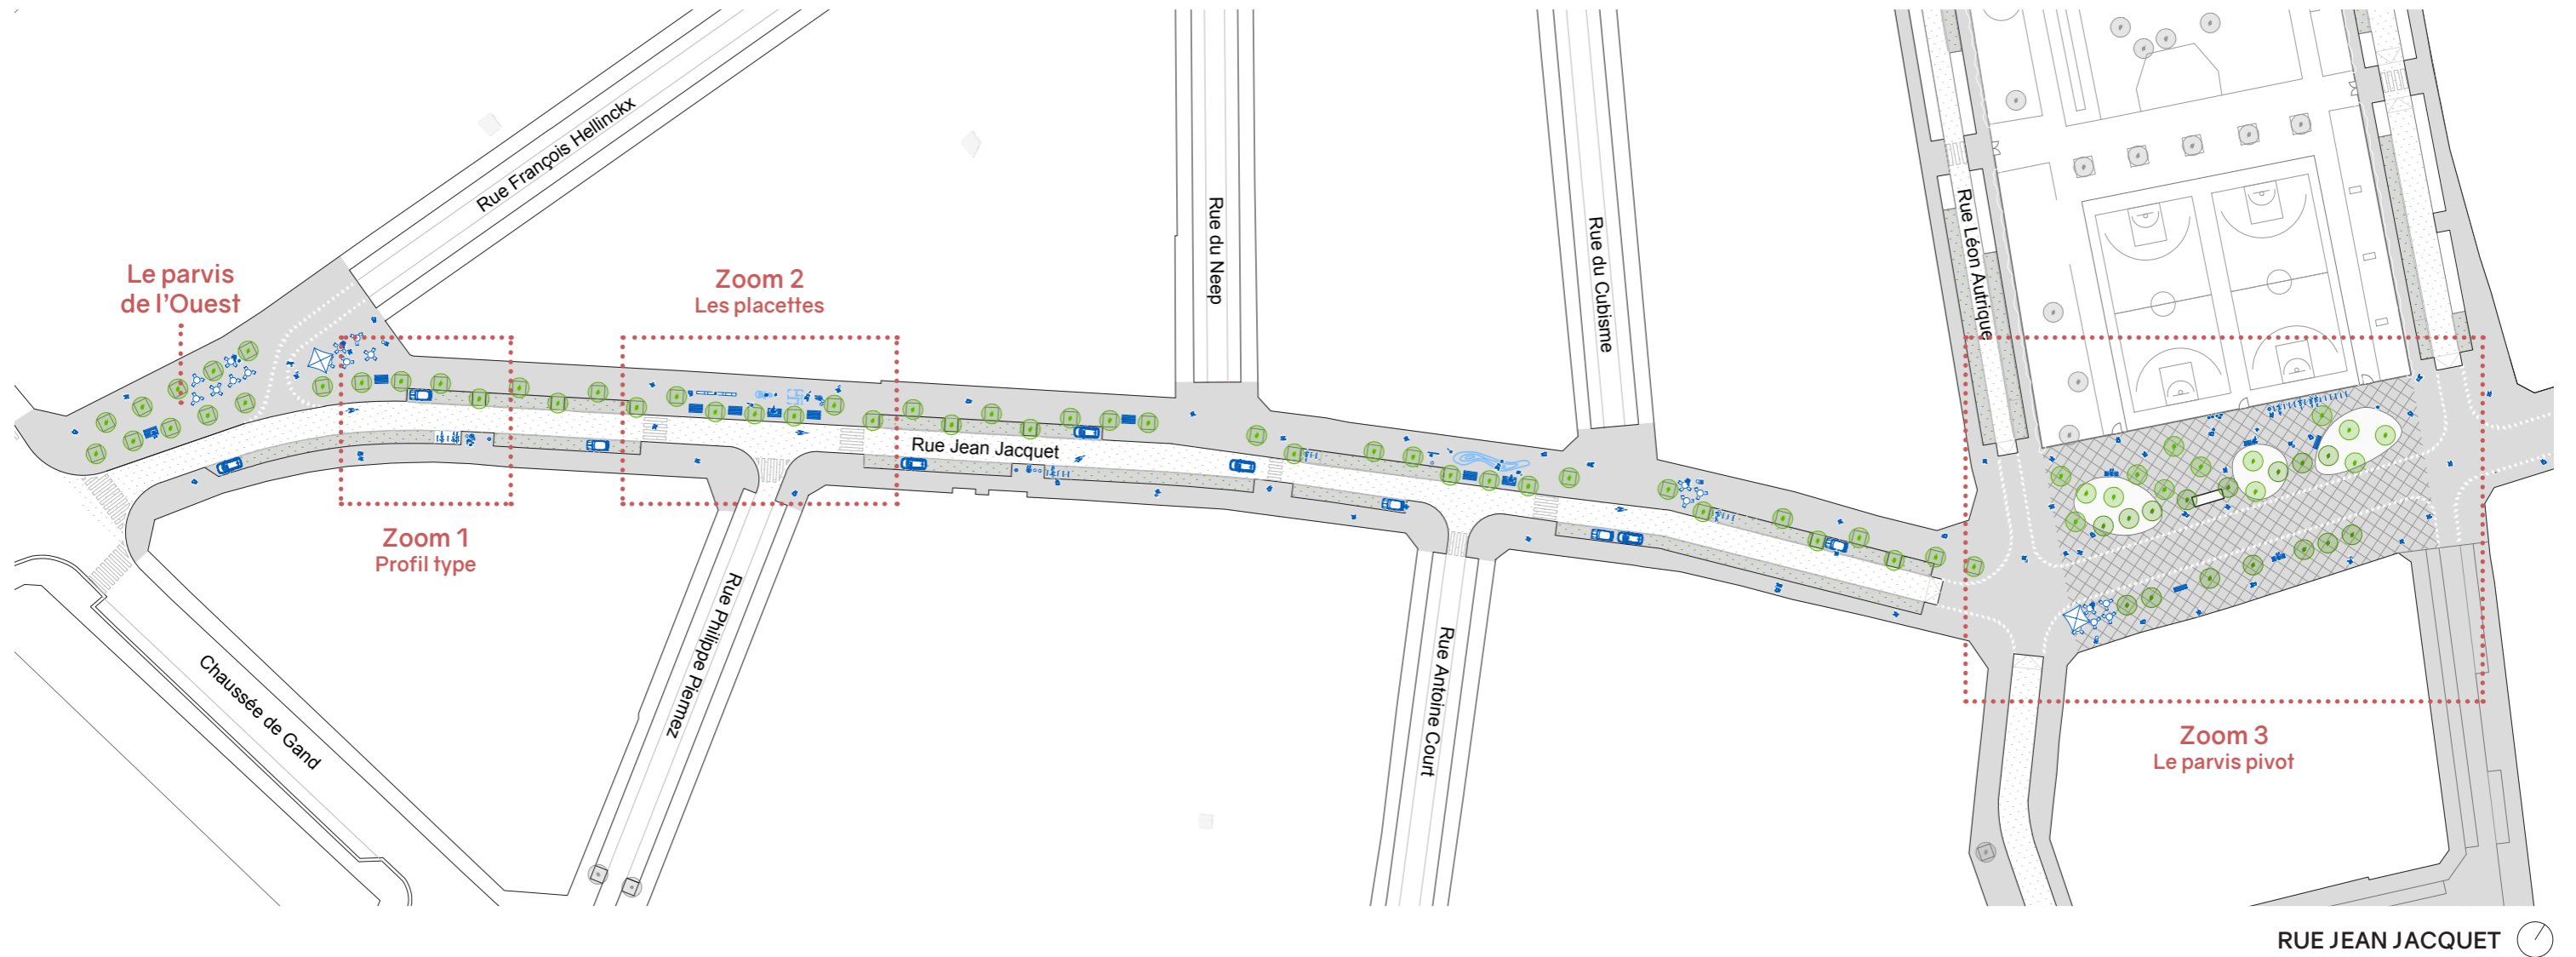 Rue François Hellinckx
Rue du Neep
Rue du Cubisme
Rue Léon Autrique
Le parvis
de l'Ouest
Zoom 2
Les placettes
Rue Jean Jacquet
Zoom 1
Profil type
Rue Philippe Piermez
Rue Antoine Court
Chaussée de Gand
Zoom 3
Le parvis pivot
RUE JEAN JACQUET